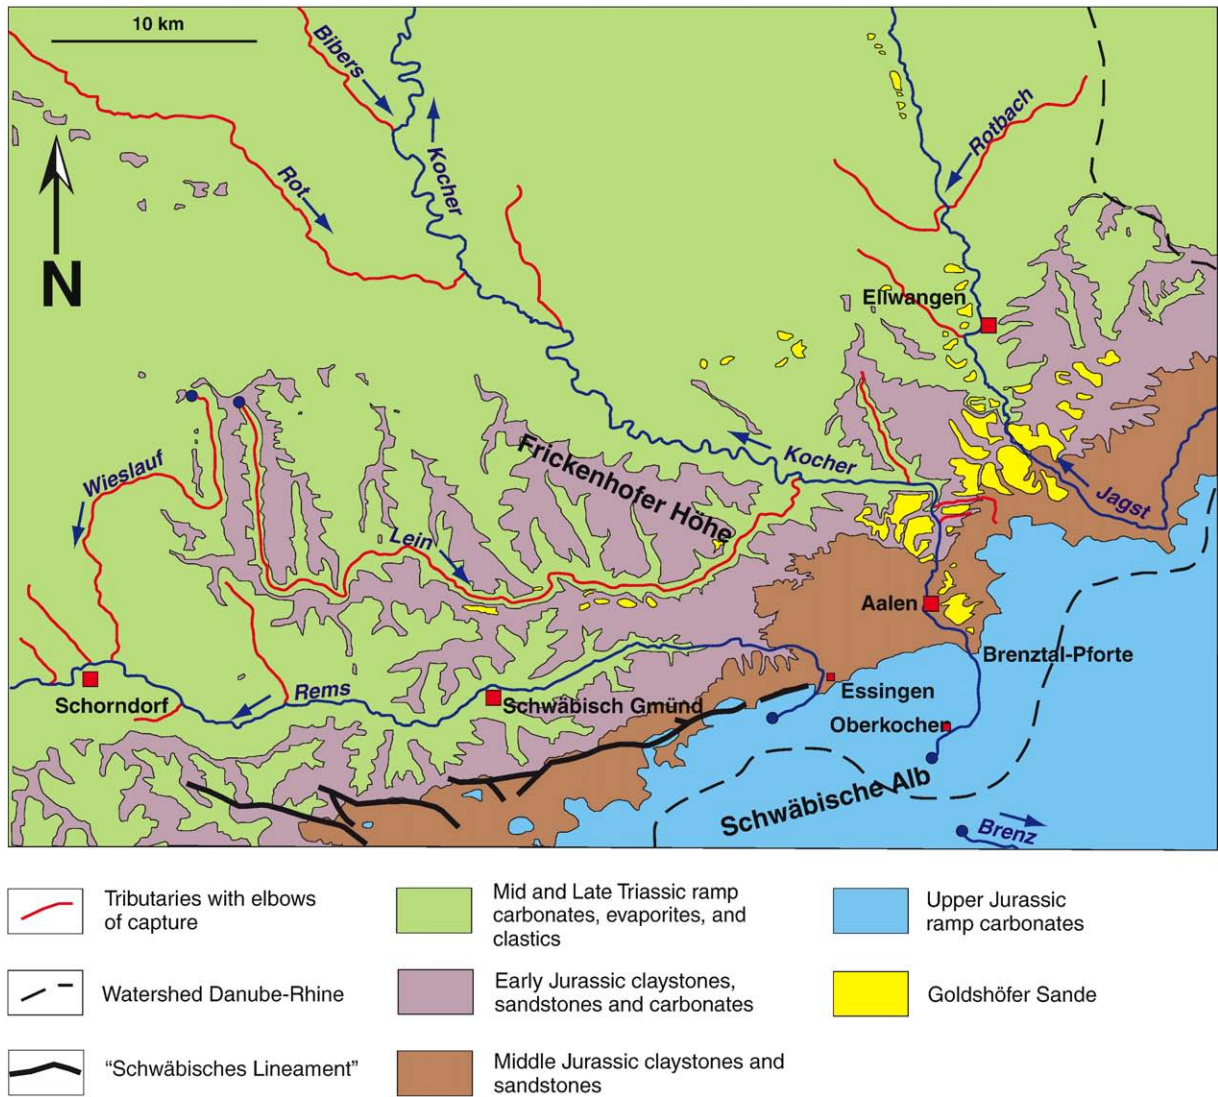 10 km
Bibers
Kocher
Rotbach
Rot
N
Ellwangen
Kocher
Frickenhofer Höhe
Wieslauf
Jagst
Lein
Aalen
Brenztal-Pforte
Rems
Essingen
Schorndorf
Schwäbisch Gmünd
Oberkochen
Schwäbische Alb
Brenz
Tributaries with elbows
of capture
Mid and Late Triassic ramp
carbonates, evaporites, and
clastics
Upper Jurassic
ramp carbonates
Watershed Danube-Rhine
Early Jurassic claystones,
sandstones and carbonates
Goldshöfer Sande
“Schwäbisches Lineament”
Middle Jurassic claystones and
sandstones